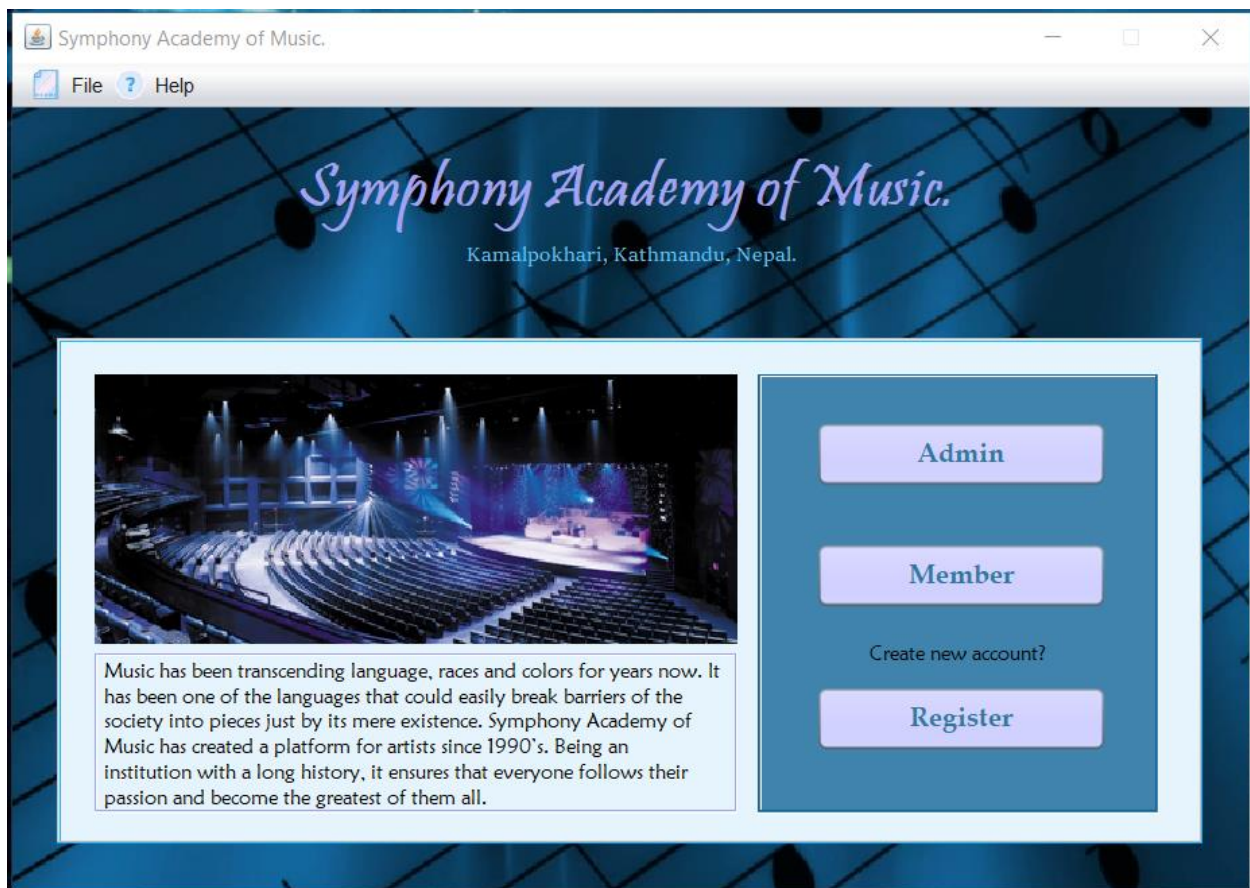 Symphony Academy of Music.
File ? Help
Symphony Academy of Music.
Kamalpokhari, Kathmandu, Nepal.
Music has been transcending language, races and colors for years now. It
has been one of the languages that could easily break barriers of the
society into pieces just by its mere existence. Symphony Academy of
Music has created a platform for artists since 1990's. Being an
institution with a long history, it ensures that everyone follows their
passion and become the greatest of them all.
Admin
Member
Create new account?
Register